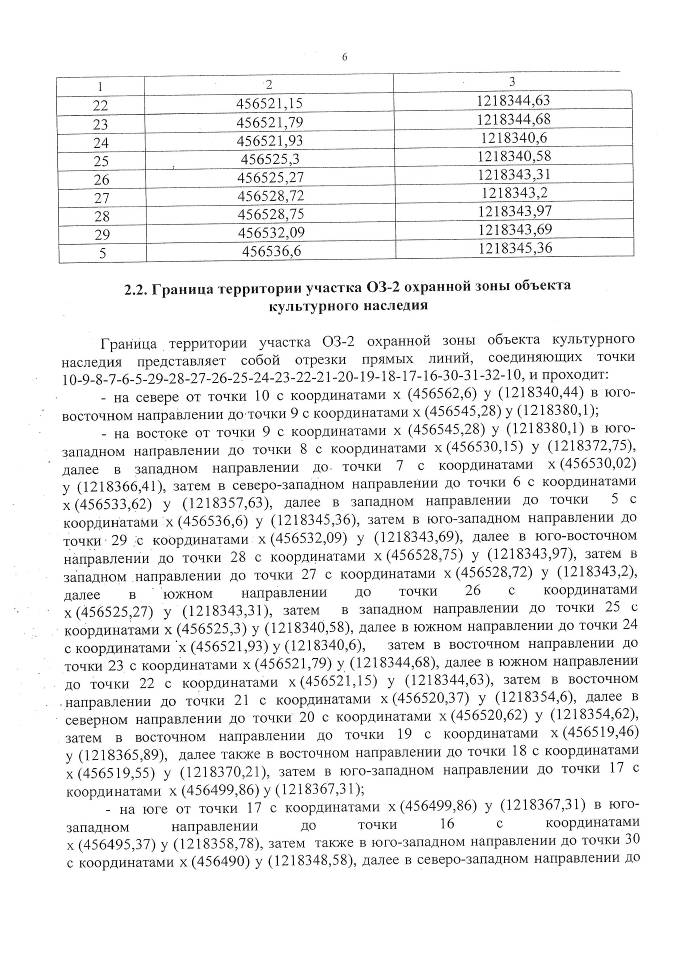 6
1 2 3
22 456521,15 1218344,63
23 456521,79 1218344,68
24 456521,93 1218340,6
25 456525,3 1218340,58
26 456525,27 1218343,31
27 456528,72 1218343,2
28 456528,75 1218343,97
29 456532,09 1218343,69
5 456536,6 1218345,36
2.2. Граница территории участка ОЗ-2 охранной зоны объекта
культурного наследия
Граница территории участка ОЗ-2 охранной зоны объекта культурного
наследия представляет собой отрезки прямых линий, соединяющих точки
10-9-8-7-6-5-29-28-27-26-25-24-23-22-21-20-19-18-17-16-30-31-32-10, и проходит:
- на севере от точки 10 с координатами x (456562,6) y (1218340,44) в юго-
восточном направлении до точки 9 с координатами x (456545,28) y (1218380,1);
- на востоке от точки 9 с координатами x (456545,28) y (1218380,1) в юго-
западном направлении до точки 8 с координатами x (456530,15) y (1218372,75),
далее в западном направлении до точки 7 с координатами x (456530,02)
y (1218366,41), затем в северо-западном направлении до точки 6 с координатами
x (456533,62) y (1218357,63), далее в западном направлении до точки 5 с
координатами x (456536,6) y (1218345,36), затем в юго-западном направлении до
точки 29 с координатами x (456532,09) y (1218343,69), далее в юго-восточном
направлении до точки 28 с координатами x (456528,75) y (1218343,97), затем в
западном направлении до точки 27 с координатами x (456528,72) y (1218343,2),
далее в южном направлении до точки 26 с координатами
x (456525,27) y (1218343,31), затем в западном направлении до точки 25 с
координатами x (456525,3) y (1218340,58), далее в южном направлении до точки 24
с координатами x (456521,93) y (1218340,6), затем в восточном направлении до
точки 23 с координатами x (456521,79) y (1218344,68), далее в южном направлении
до точки 22 с координатами x (456521,15) y (1218344,63), затем в восточном
направлении до точки 21 с координатами x (456520,37) y (1218354,6), далее в
северном направлении до точки 20 с координатами x (456520,62) y (1218354,62),
затем в восточном направлении до точки 19 с координатами x (456519,46)
y (1218365,89), далее также в восточном направлении до точки 18 с координатами
x (456519,55) y (1218370,21), затем в юго-западном направлении до точки 17 с
координатами x (456499,86) y (1218367,31);
- на юге от точки 17 с координатами x (456499,86) y (1218367,31) в юго-
западном направлении до точки 16 с координатами
x (456495,37) y (1218358,78), затем также в юго-западном направлении до точки 30
с координатами x (456490) y (1218348,58), далее в северо-западном направлении до